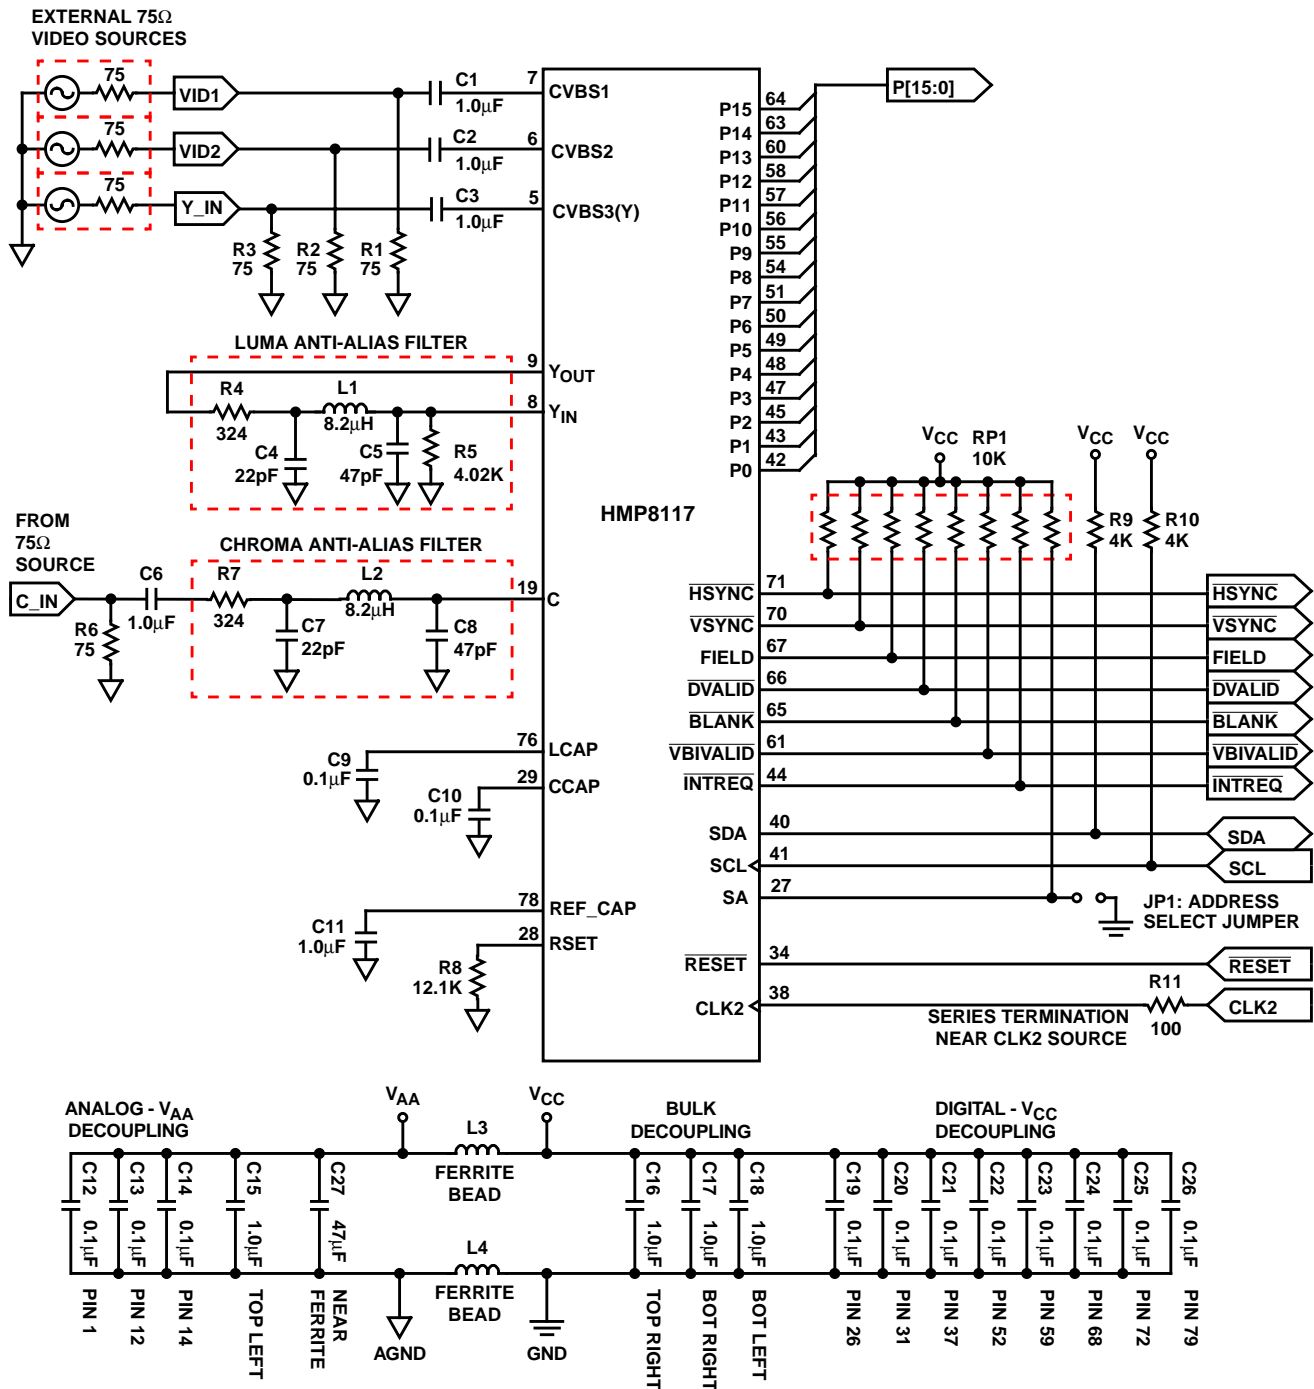 EXTERNAL 75Ω
VIDEO SOURCES
75
VID1
C1
1.0μF
7
CVBS1
75
VID2
C2
1.0μF
6
CVBS2
75
Y_IN
C3
1.0μF
5
CVBS3(Y)
R3
75
R2
75
R1
75
LUMA ANTI-ALIAS FILTER
9
YOUT
R4
324
L1
8.2μH
8
YIN
C4
22pF
C5
47pF
R5
4.02K
HMP8117
FROM
75Ω
SOURCE
CHROMA ANTI-ALIAS FILTER
C_IN
C6
1.0μF
R7
324
L2
8.2μH
19
C
R6
75
C7
22pF
C8
47pF
76
LCAP
C9
0.1μF
29
CCAP
C10
0.1μF
78
REF_CAP
C11
1.0μF
28
RSET
R8
12.1K
P[15:0]
P15 64
P14 63
P13 60
P12 58
P11 57
P10 56
P9 55
P8 54
P7 51
P6 50
P5 49
P4 48
P3 47
P2 45
P1 43
P0 42
VCC
RP1
10K
VCC
VCC
R9
4K
R10
4K
HSYNC 71 HSYNC
VSYNC 70 VSYNC
FIELD 67 FIELD
DVALID 66 DVALID
BLANK 65 BLANK
VBIVALID 61 VBIVALID
INTREQ 44 INTREQ
SDA 40 SDA
SCL 41 SCL
SA 27
JP1: ADDRESS
SELECT JUMPER
RESET 34 RESET
CLK2 38
R11
100
CLK2
SERIES TERMINATION
NEAR CLK2 SOURCE
ANALOG - VAA
DECOUPLING
VAA
L3
FERRITE
BEAD
VCC
BULK
DECOUPLING
DIGITAL - VCC
DECOUPLING
C12 0.1μF PIN 1
C13 0.1μF PIN 12
C14 0.1μF PIN 14
C15 1.0μF TOP LEFT
C27 47μF NEAR
FERRITE
L4
FERRITE
BEAD
AGND
GND
C16 1.0μF TOP RIGHT
C17 1.0μF BOT RIGHT
C18 1.0μF BOT LEFT
C19 0.1μF PIN 26
C20 0.1μF PIN 31
C21 0.1μF PIN 37
C22 0.1μF PIN 52
C23 0.1μF PIN 59
C24 0.1μF PIN 68
C25 0.1μF PIN 72
C26 0.1μF PIN 79